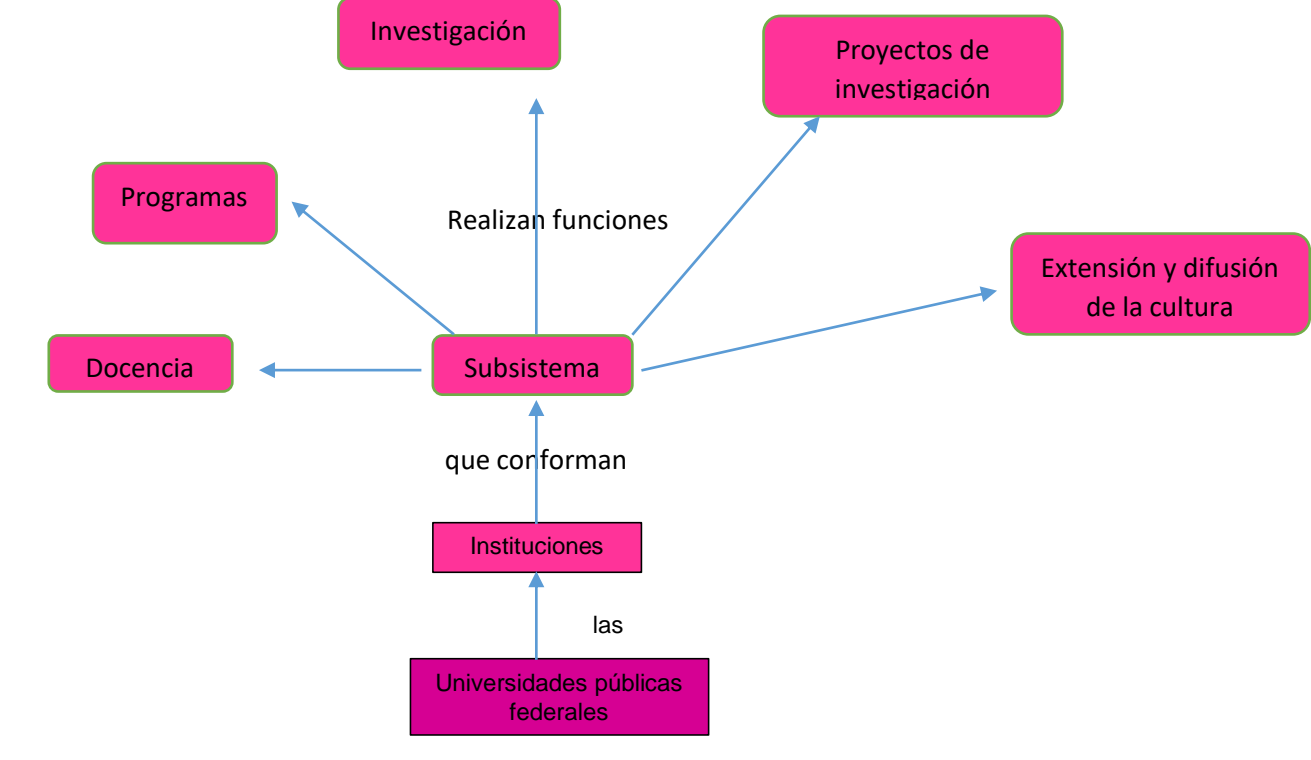 Investigación
Proyectos de
investigación
Programas
Realizan funciones
Extensión y difusión
de la cultura
Docencia
Subsistema
que conforman
Instituciones
las
Universidades públicas
federales